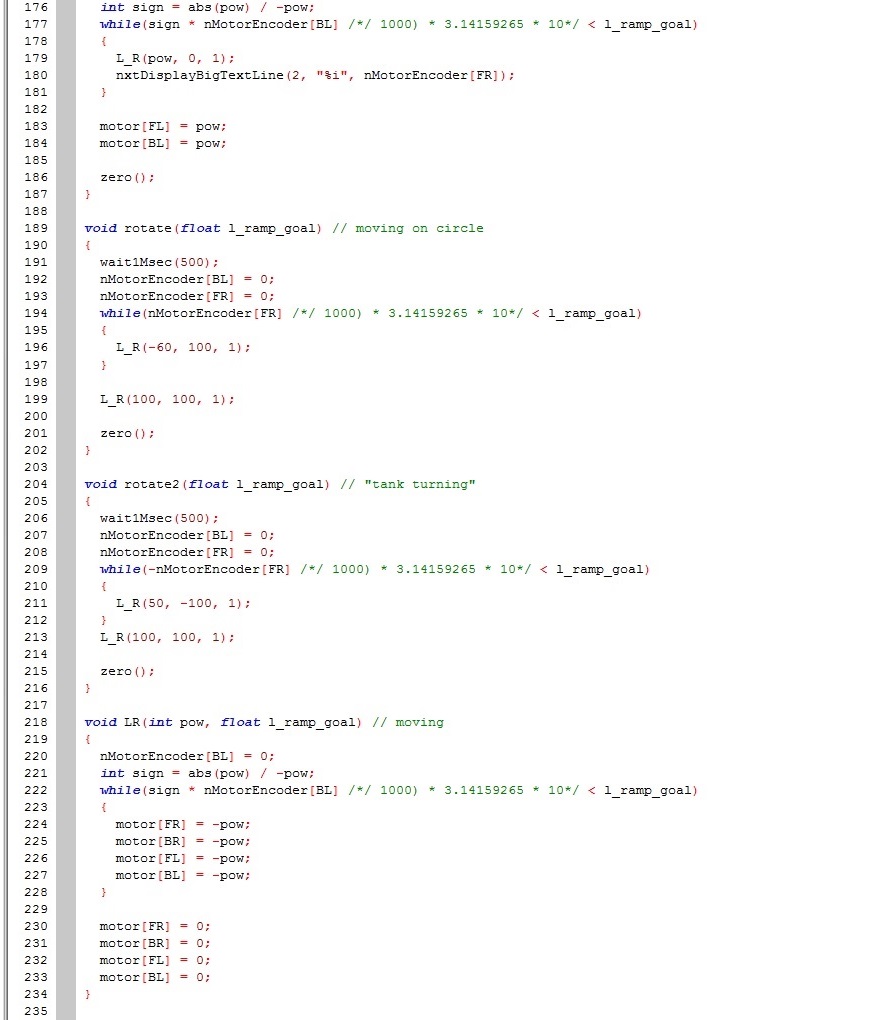 176 int sign = abs(pow) / -pow;
177 while(sign * nMotorEncoder[BL] /*/ 1000) * 3.14159265 * 10*/ < l_ramp_goal)
178 {
179 L_R(pow, 0, 1);
180 nxtDisplayBigTextLine(2, "%i", nMotorEncoder[FR]);
181 }
182
183 motor[FL] = pow;
184 motor[BL] = pow;
185
186 zero();
187 }
188
189 void rotate(float l_ramp_goal) // moving on circle
190 {
191 wait1Msec(500);
192 nMotorEncoder[BL] = 0;
193 nMotorEncoder[FR] = 0;
194 while(nMotorEncoder[FR] /*/ 1000) * 3.14159265 * 10*/ < l_ramp_goal)
195 {
196 L_R(-60, 100, 1);
197 }
198
199 L_R(100, 100, 1);
200
201 zero();
202 }
203
204 void rotate2(float l_ramp_goal) // "tank turning"
205 {
206 wait1Msec(500);
207 nMotorEncoder[BL] = 0;
208 nMotorEncoder[FR] = 0;
209 while(-nMotorEncoder[FR] /*/ 1000) * 3.14159265 * 10*/ < l_ramp_goal)
210 {
211 L_R(50, -100, 1);
212 }
213 L_R(100, 100, 1);
214
215 zero();
216 }
217
218 void LR(int pow, float l_ramp_goal) // moving
219 {
220 nMotorEncoder[BL] = 0;
221 int sign = abs(pow) / -pow;
222 while(sign * nMotorEncoder[BL] /*/ 1000) * 3.14159265 * 10*/ < l_ramp_goal)
223 {
224 motor[FR] = -pow;
225 motor[BR] = -pow;
226 motor[FL] = -pow;
227 motor[BL] = -pow;
228 }
229
230 motor[FR] = 0;
231 motor[BR] = 0;
232 motor[FL] = 0;
233 motor[BL] = 0;
234 }
235